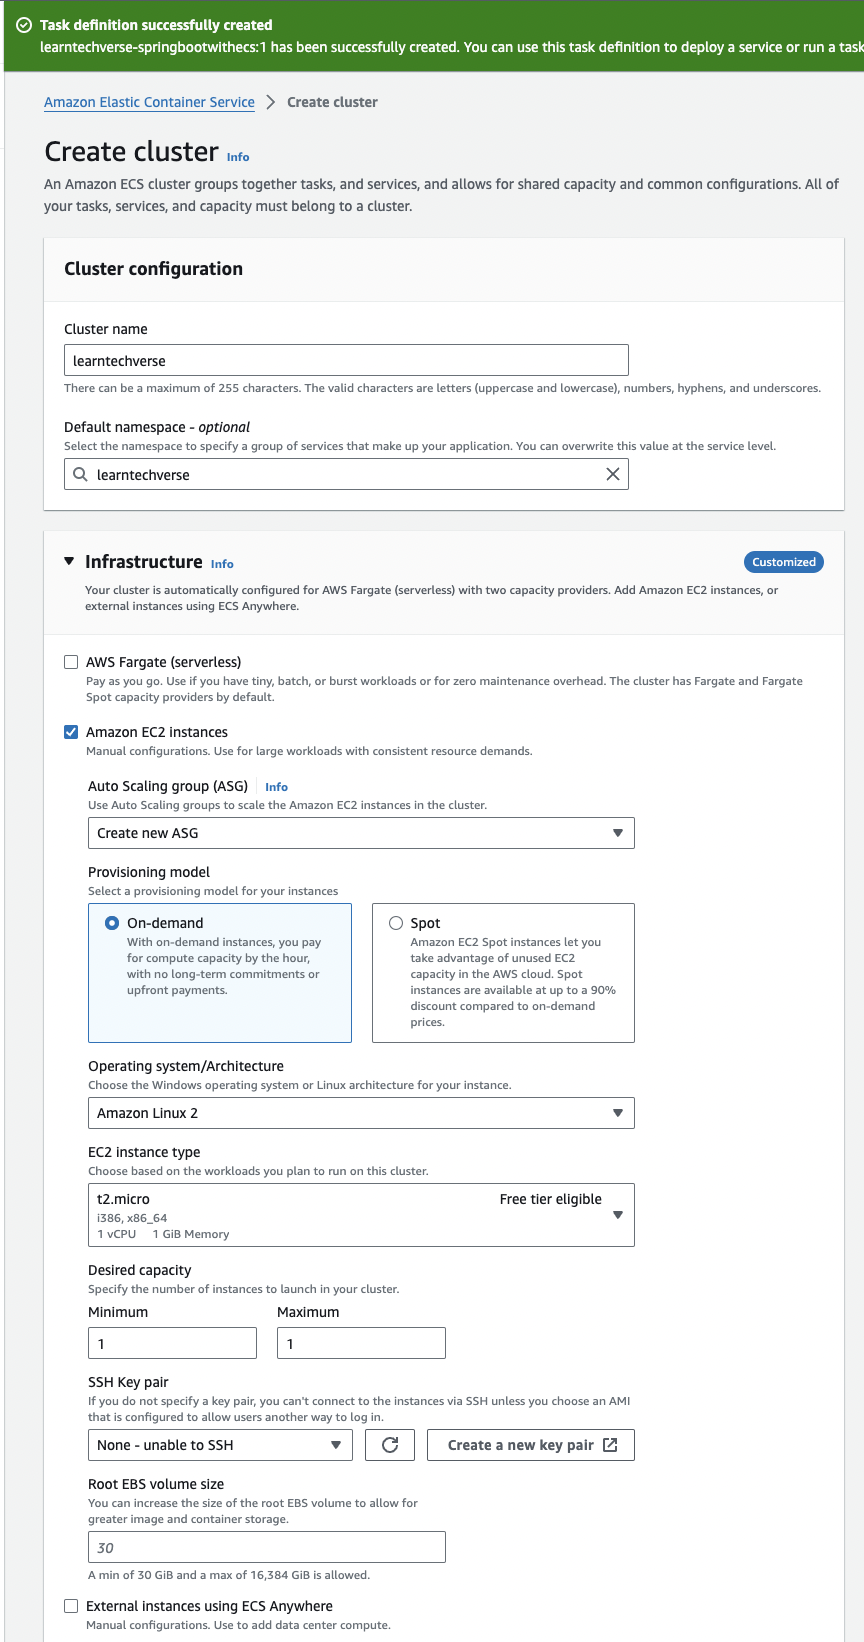 Task definition successfully created
learntechverse-springbootwithecs:1 has been successfully created. You can use this task definition to deploy a service or run a task
Amazon Elastic Container Service > Create cluster
Create cluster Info
An Amazon ECS cluster groups together tasks, and services, and allows for shared capacity and common configurations. All of
your tasks, services, and capacity must belong to a cluster.
Cluster configuration
Cluster name
learntechverse
There can be a maximum of 255 characters. The valid characters are letters (uppercase and lowercase), numbers, hyphens, and underscores.
Default namespace - optional
Select the namespace to specify a group of services that make up your application. You can overwrite this value at the service level.
learntechverse
Infrastructure Info
Customized
Your cluster is automatically configured for AWS Fargate (serverless) with two capacity providers. Add Amazon EC2 instances, or
external instances using ECS Anywhere.
AWS Fargate (serverless)
Pay as you go. Use if you have tiny, batch, or burst workloads or for zero maintenance overhead. The cluster has Fargate and Fargate
Spot capacity providers by default.
Amazon EC2 instances
Manual configurations. Use for large workloads with consistent resource demands.
Auto Scaling group (ASG) Info
Use Auto Scaling groups to scale the Amazon EC2 instances in the cluster.
Create new ASG
Provisioning model
Select a provisioning model for your instances
On-demand
With on-demand instances, you pay
for compute capacity by the hour,
with no long-term commitments or
upfront payments.
Spot
Amazon EC2 Spot instances let you
take advantage of unused EC2
capacity in the AWS cloud. Spot
instances are available at up to a 90%
discount compared to on-demand
prices.
Operating system/Architecture
Choose the Windows operating system or Linux architecture for your instance.
Amazon Linux 2
EC2 instance type
Choose based on the workloads you plan to run on this cluster.
t2.micro Free tier eligible
i386, x86_64
1 vCPU 1 GiB Memory
Desired capacity
Specify the number of instances to launch in your cluster.
Minimum Maximum
1 1
SSH Key pair
If you do not specify a key pair, you can't connect to the instances via SSH unless you choose an AMI
that is configured to allow users another way to log in.
None - unable to SSH Create a new key pair
Root EBS volume size
You can increase the size of the root EBS volume to allow for
greater image and container storage.
30
A min of 30 GiB and a max of 16,384 GiB is allowed.
External instances using ECS Anywhere
Manual configurations. Use to add data center compute.